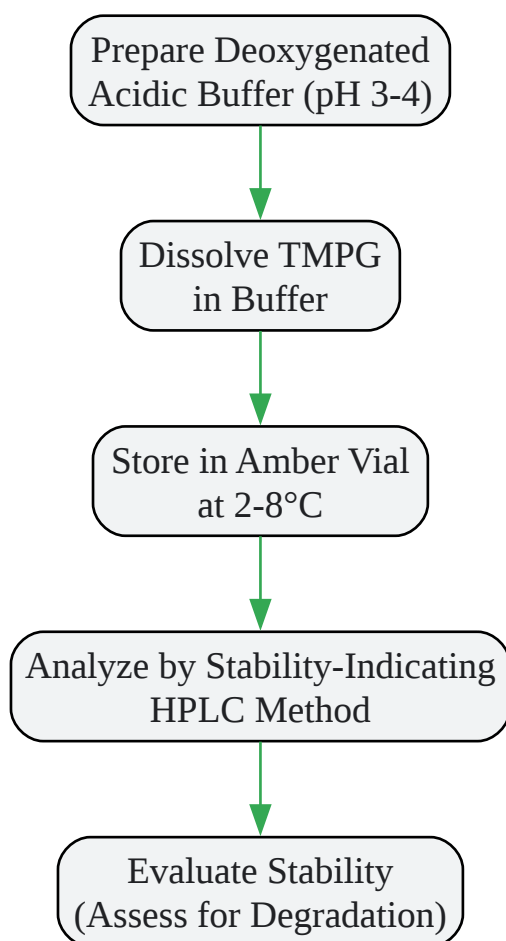 Prepare Deoxygenated
Acidic Buffer (pH 3-4)
Dissolve TMPG
in Buffer
Store in Amber Vial
at 2-8°C
Analyze by Stability-Indicating
HPLC Method
Evaluate Stability
(Assess for Degradation)